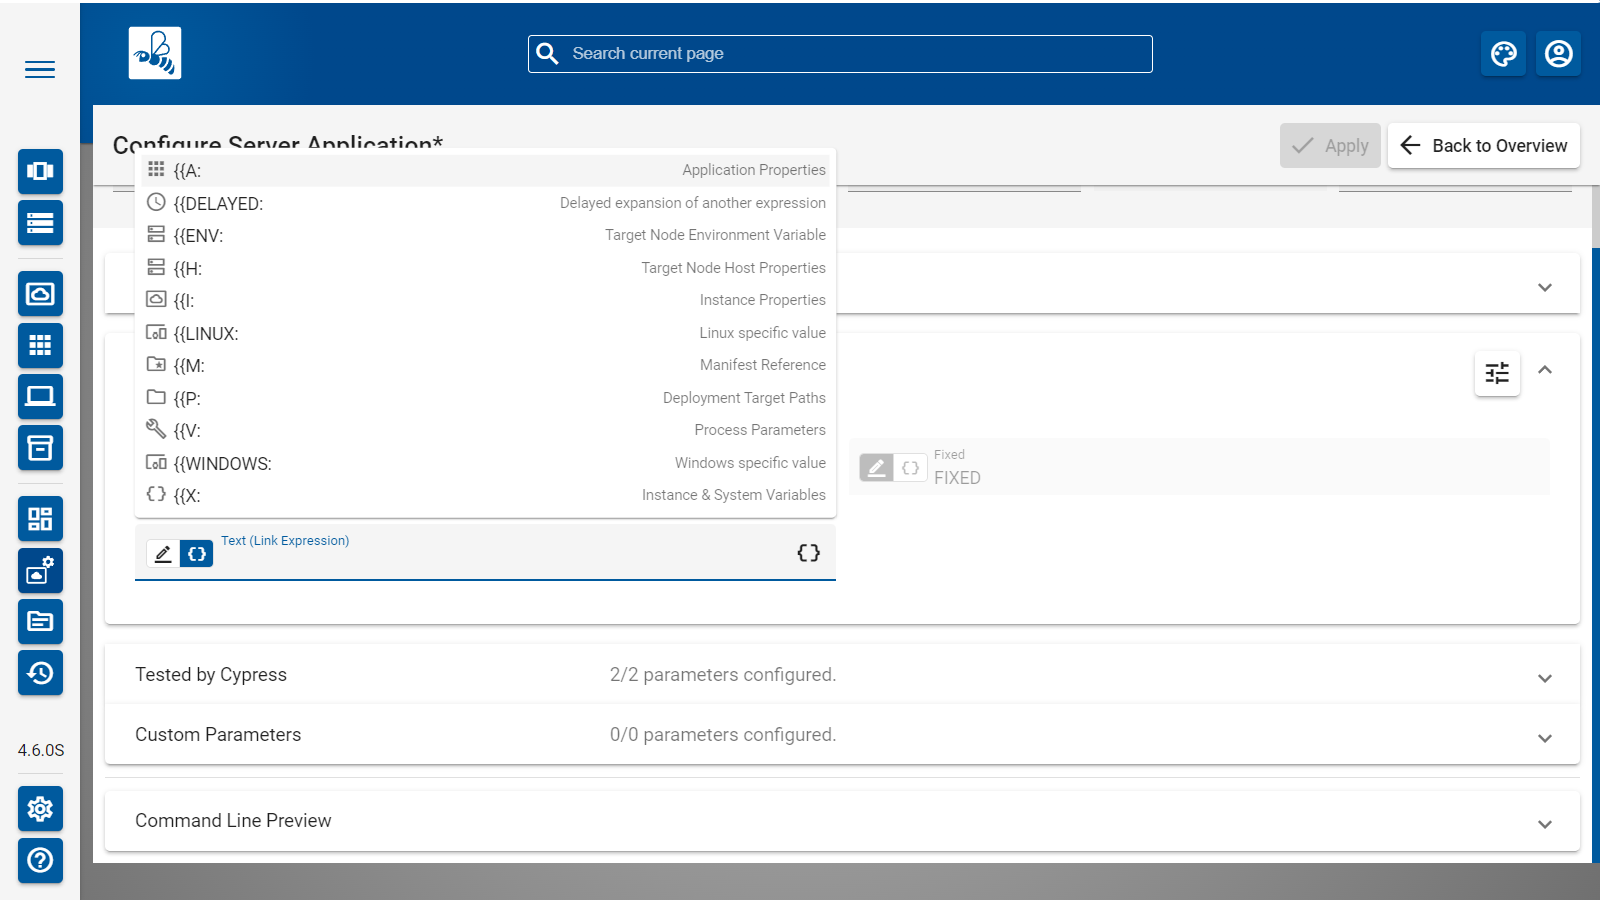 Search current page
Configure Server Application*
Apply
Back to Overview
{{A: Application Properties
{{DELAYED: Delayed expansion of another expression
{{ENV: Target Node Environment Variable
{{H: Target Node Host Properties
{{I: Instance Properties
{{LINUX: Linux specific value
{{M: Manifest Reference
{{P: Deployment Target Paths
{{V: Process Parameters
{{WINDOWS: Windows specific value
{{X: Instance & System Variables
Fixed
FIXED
Text (Link Expression)
Tested by Cypress 2/2 parameters configured.
Custom Parameters 0/0 parameters configured.
Command Line Preview
4.6.0S